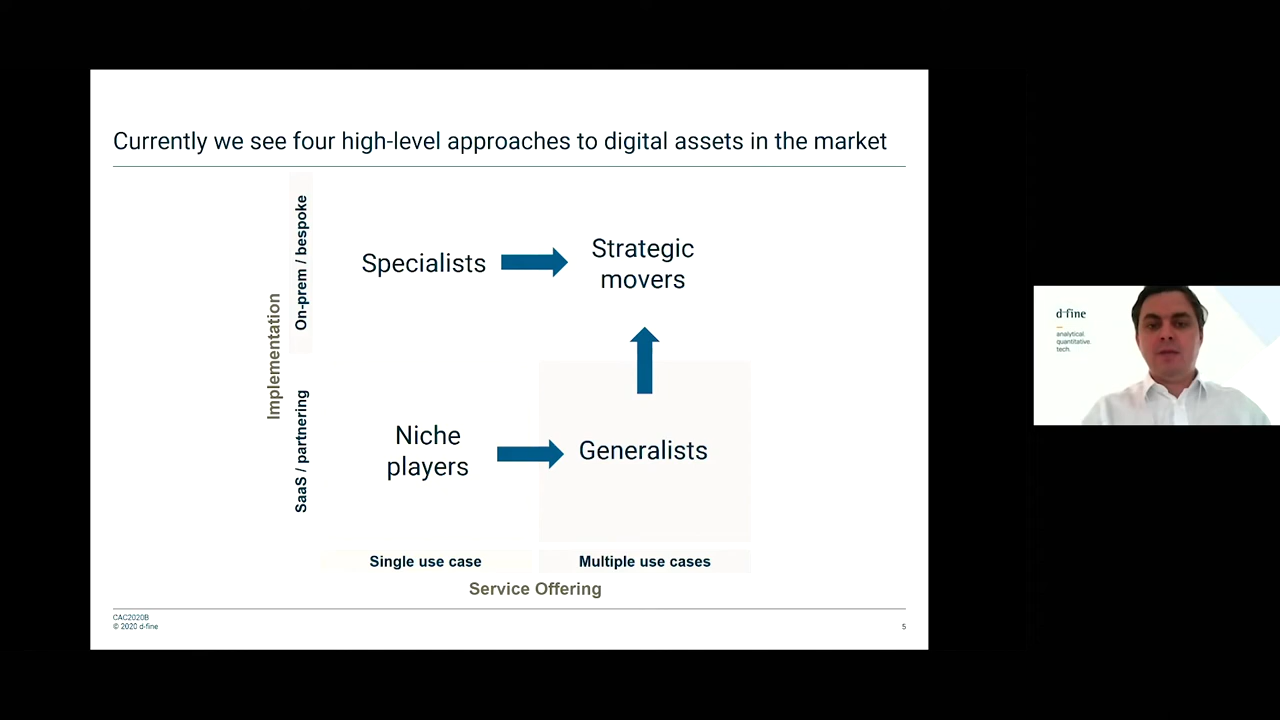 Currently we see four high-level approaches to digital assets in the market
Implementation
On-prem / bespoke
SaaS / partnering
Specialists
Strategic
movers
Niche
players
Generalists
Single use case
Multiple use cases
Service Offering
CAC2020B
© 2020 d-fine
5
d-fine
analytical.
quantitative.
tech.